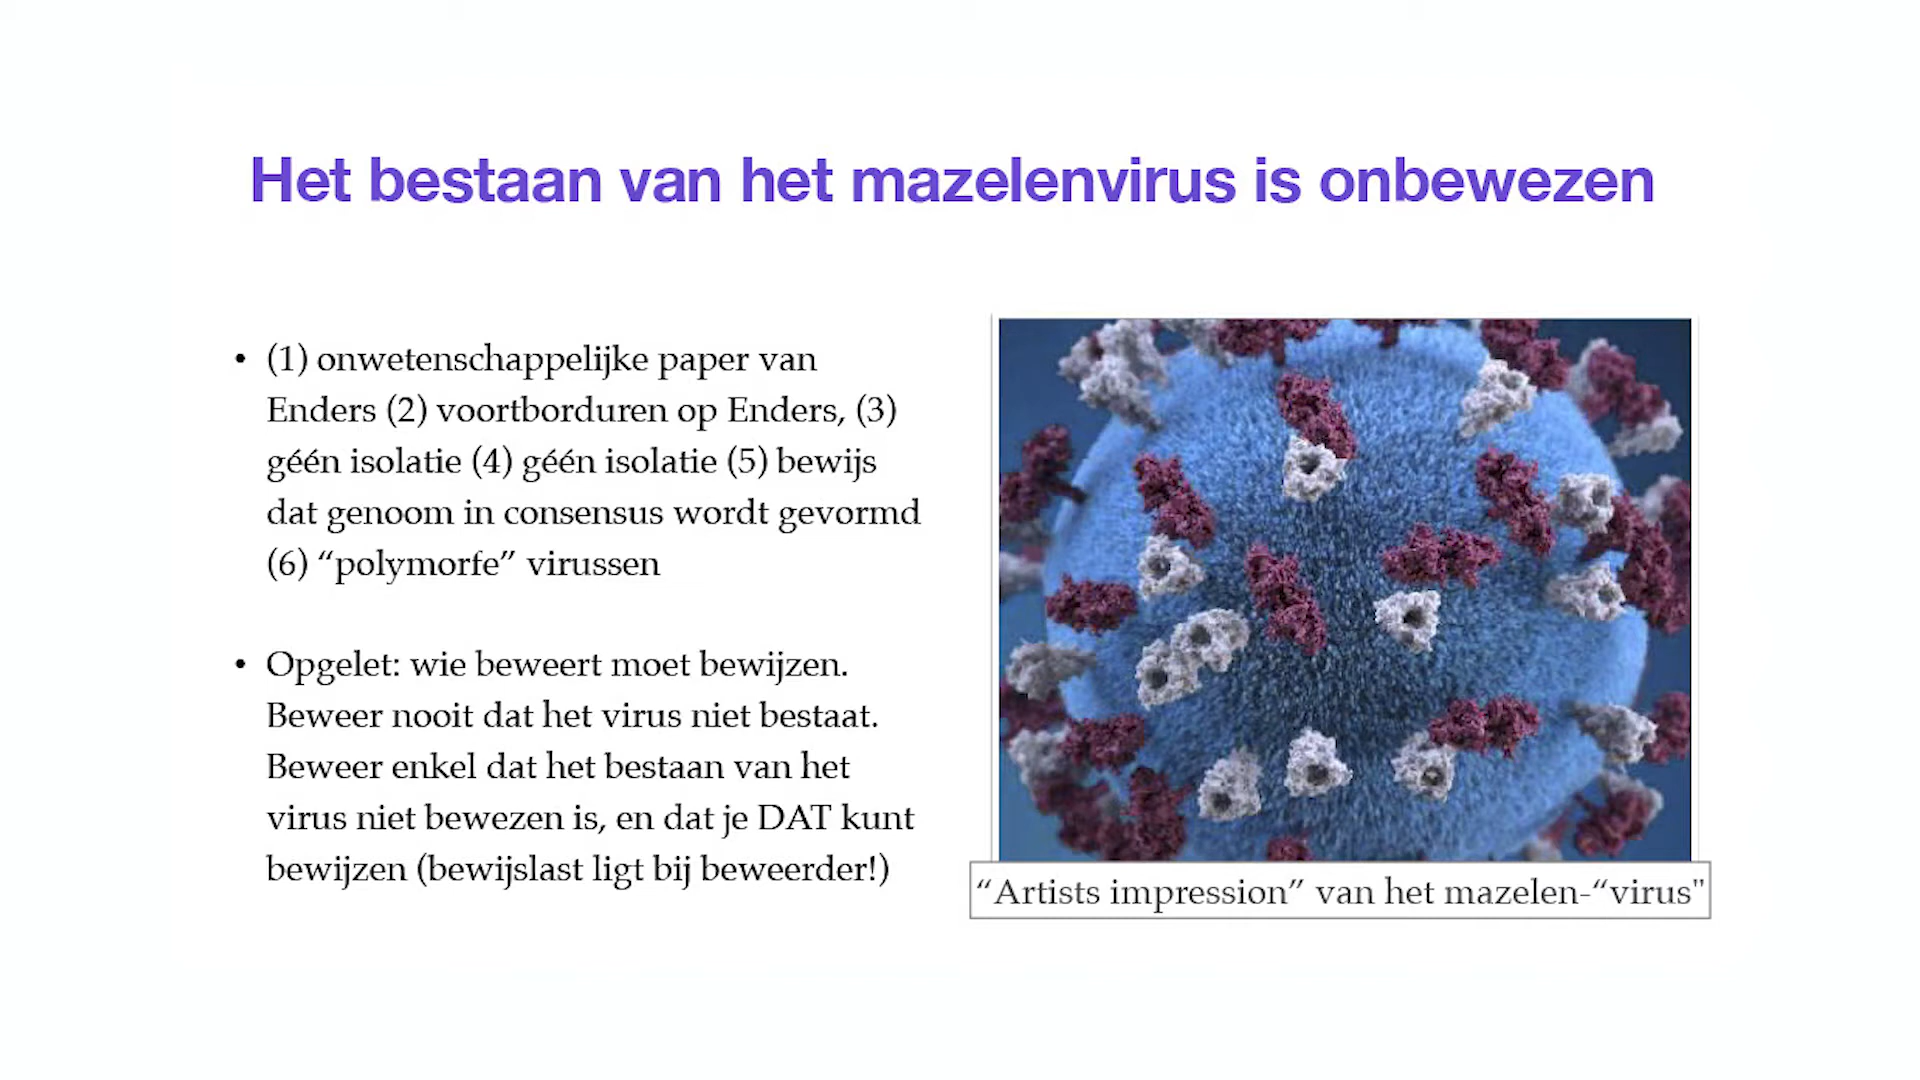 Het bestaan van het mazelenvirus is onbewezen
• (1) onwetenschappelijke paper van
Enders (2) voortborduren op Enders, (3)
géén isolatie (4) géén isolatie (5) bewijs
dat genoom in consensus wordt gevormd
(6) “polymorfe” virussen
• Opgelet: wie beweert moet bewijzen.
Beweer nooit dat het virus niet bestaat.
Beweer enkel dat het bestaan van het
virus niet bewezen is, en dat je DAT kunt
bewijzen (bewijslast ligt bij beweerder!)
“Artists impression” van het mazelen-“virus"